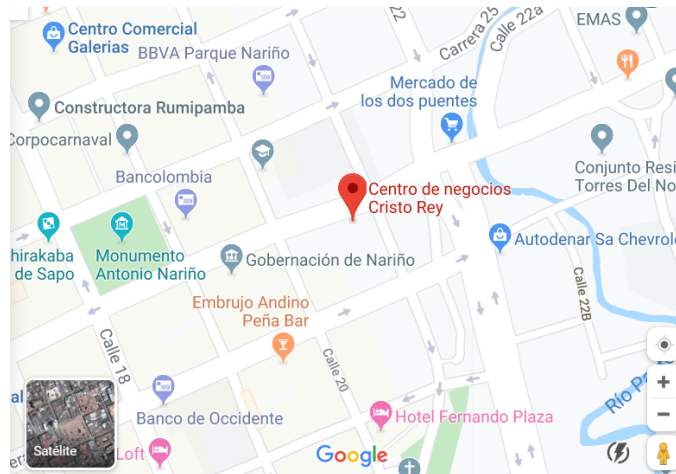 Centro Comercial
Galerias
BBVA Parque Nariño
22
Carrera 25
Calle 22a
EMAS
Constructora Rumipamba
Corpocarnaval
Mercado de
los dos puentes
Bancolombia
Centro de negocios
Cristo Rey
Conjunto Resi
Torres Del No
hirakaba
de Sapo
Monumento
Antonio Nariño
Gobernación de Nariño
Autodenar Sa Chevrole
Embrujo Andino
Peña Bar
Calle 18
Calle 20
Calle 22B
Banco de Occidente
Hotel Fernando Plaza
Río Pa
Satélite
Loft
Google